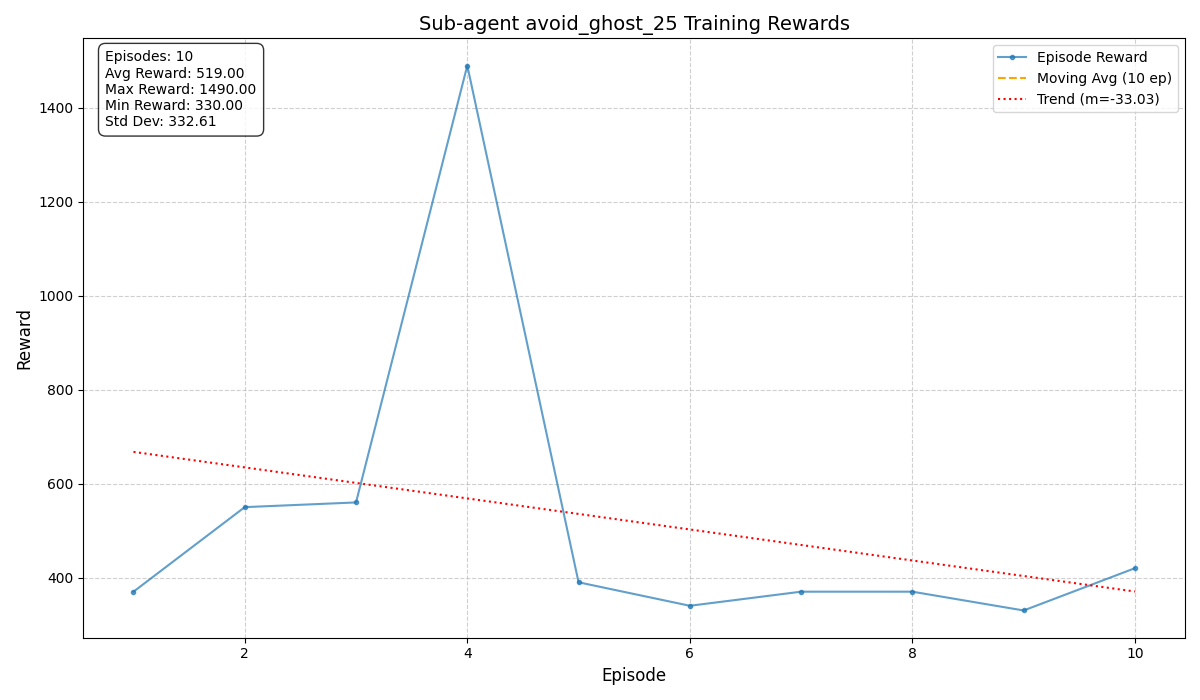 Sub-agent avoid_ghost_25 Training Rewards
Episodes: 10
Avg Reward: 519.00
Max Reward: 1490.00
Min Reward: 330.00
Std Dev: 332.61
Episode Reward
Moving Avg (10 ep)
Trend (m=-33.03)
Reward
1400
1200
1000
800
600
400
2
4
6
8
10
Episode